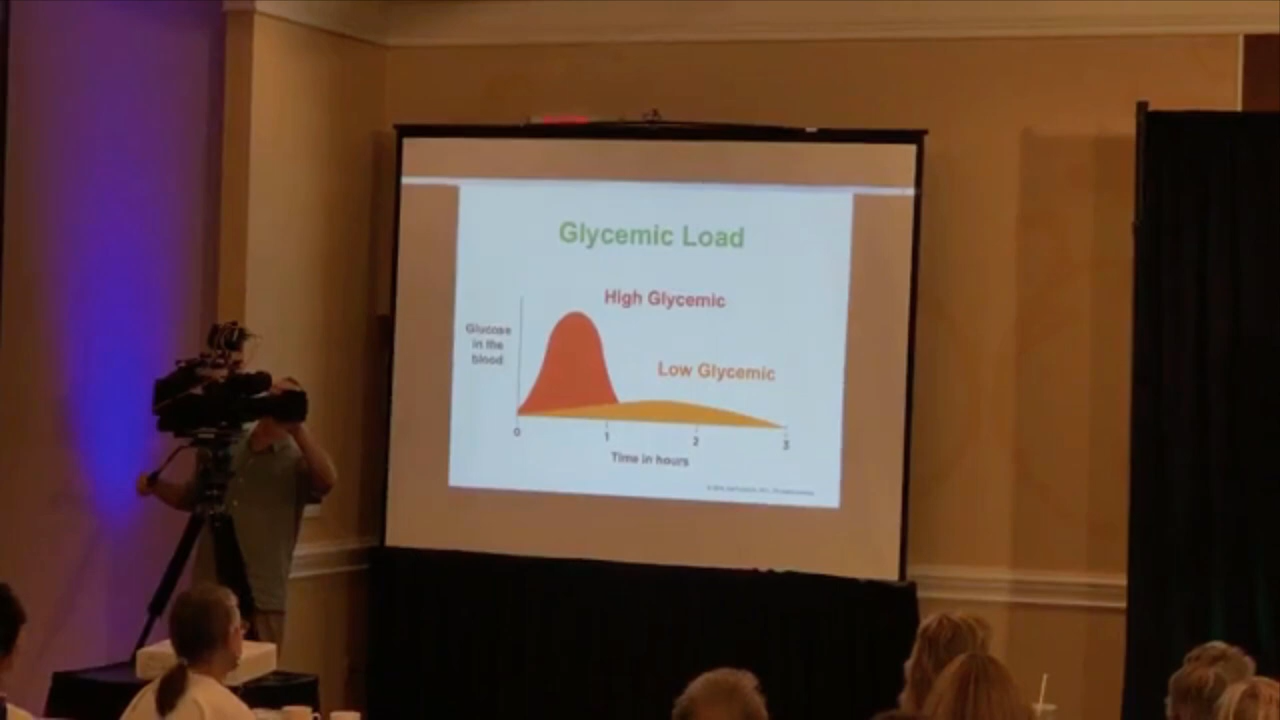 Glycemic Load
High Glycemic
Glucose
in the
blood
Low Glycemic
0
1
2
3
Time in hours